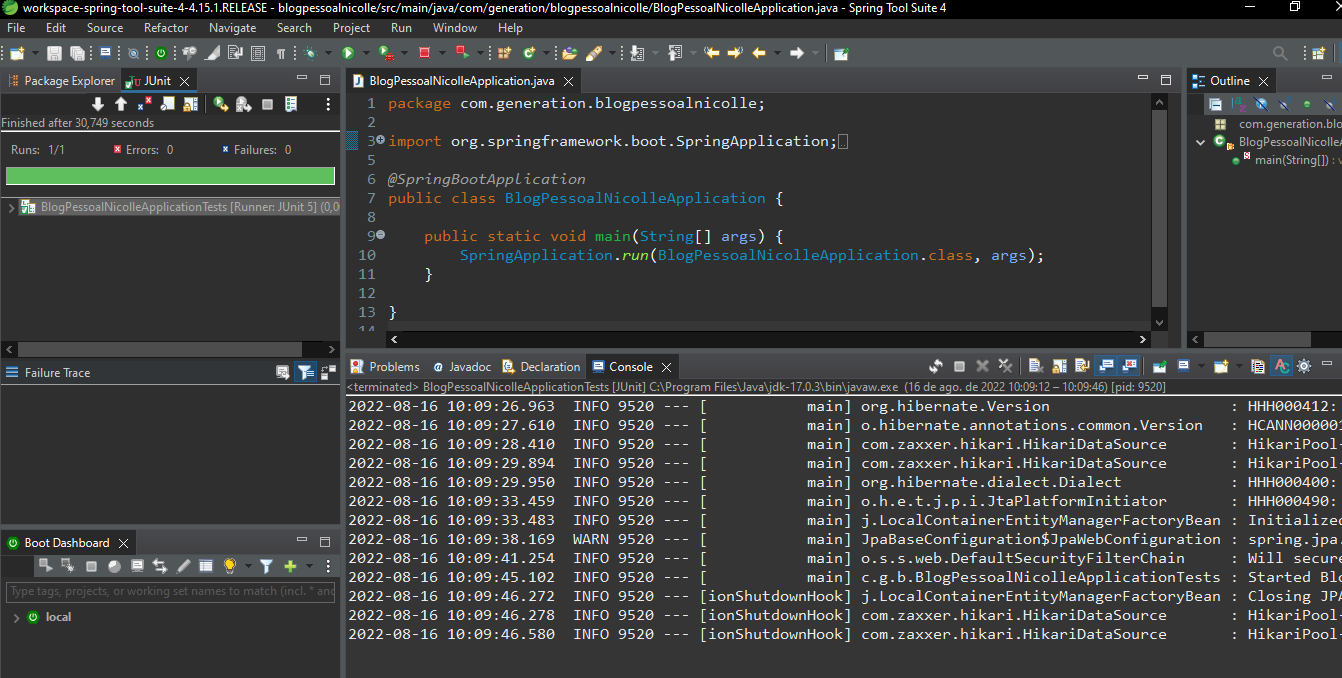 workspace-spring-tool-suite-4-4.15.1.RELEASE - blogpessoalnicolle/src/main/java/com/generation/blogpessoalnicolle/BlogPessoalNicolleApplication.java - Spring Tool Suite 4
File Edit Source Refactor Navigate Search Project Run Window Help
Package Explorer JUnit
Finished after 30,749 seconds
Runs: 1/1 Errors: 0 Failures: 0
BlogPessoalNicolleApplicationTests [Runner: JUnit 5] (0,0
Failure Trace
Boot Dashboard
Type tags, projects, or working set names to match (incl. * and
local
BlogPessoalNicolleApplication.java
1 package com.generation.blogpessoalnicolle;
2
3 import org.springframework.boot.SpringApplication;
5
6 @SpringBootApplication
7 public class BlogPessoalNicolleApplication {
8
9 public static void main(String[] args) {
10 SpringApplication.run(BlogPessoalNicolleApplication.class, args);
11 }
12
13 }
14
Outline
com.generation.blo
BlogPessoalNicolleA
main(String[]) : v
Problems Javadoc Declaration Console
<terminated> BlogPessoalNicolleApplicationTests [JUnit] C:\Program Files\Java\jdk-17.0.3\bin\javaw.exe (16 de ago. de 2022 10:09:12 – 10:09:46) [pid: 9520]
2022-08-16 10:09:26.963 INFO 9520 --- [ main] org.hibernate.Version : HHH000412:
2022-08-16 10:09:27.610 INFO 9520 --- [ main] o.hibernate.annotations.common.Version : HCANN000001
2022-08-16 10:09:28.410 INFO 9520 --- [ main] com.zaxxer.hikari.HikariDataSource : HikariPool-
2022-08-16 10:09:29.894 INFO 9520 --- [ main] com.zaxxer.hikari.HikariDataSource : HikariPool-
2022-08-16 10:09:29.950 INFO 9520 --- [ main] org.hibernate.dialect.Dialect : HHH000400:
2022-08-16 10:09:33.459 INFO 9520 --- [ main] o.h.e.t.j.p.i.JtaPlatformInitiator : HHH000490:
2022-08-16 10:09:33.483 INFO 9520 --- [ main] j.LocalContainerEntityManagerFactoryBean : Initialized
2022-08-16 10:09:38.169 WARN 9520 --- [ main] JpaBaseConfiguration$JpaWebConfiguration : spring.jpa.
2022-08-16 10:09:41.254 INFO 9520 --- [ main] o.s.s.web.DefaultSecurityFilterChain : Will secure
2022-08-16 10:09:45.102 INFO 9520 --- [ main] c.g.b.BlogPessoalNicolleApplicationTests : Started Blo
2022-08-16 10:09:46.272 INFO 9520 --- [ionShutdownHook] j.LocalContainerEntityManagerFactoryBean : Closing JPA
2022-08-16 10:09:46.278 INFO 9520 --- [ionShutdownHook] com.zaxxer.hikari.HikariDataSource : HikariPool-
2022-08-16 10:09:46.580 INFO 9520 --- [ionShutdownHook] com.zaxxer.hikari.HikariDataSource : HikariPool-